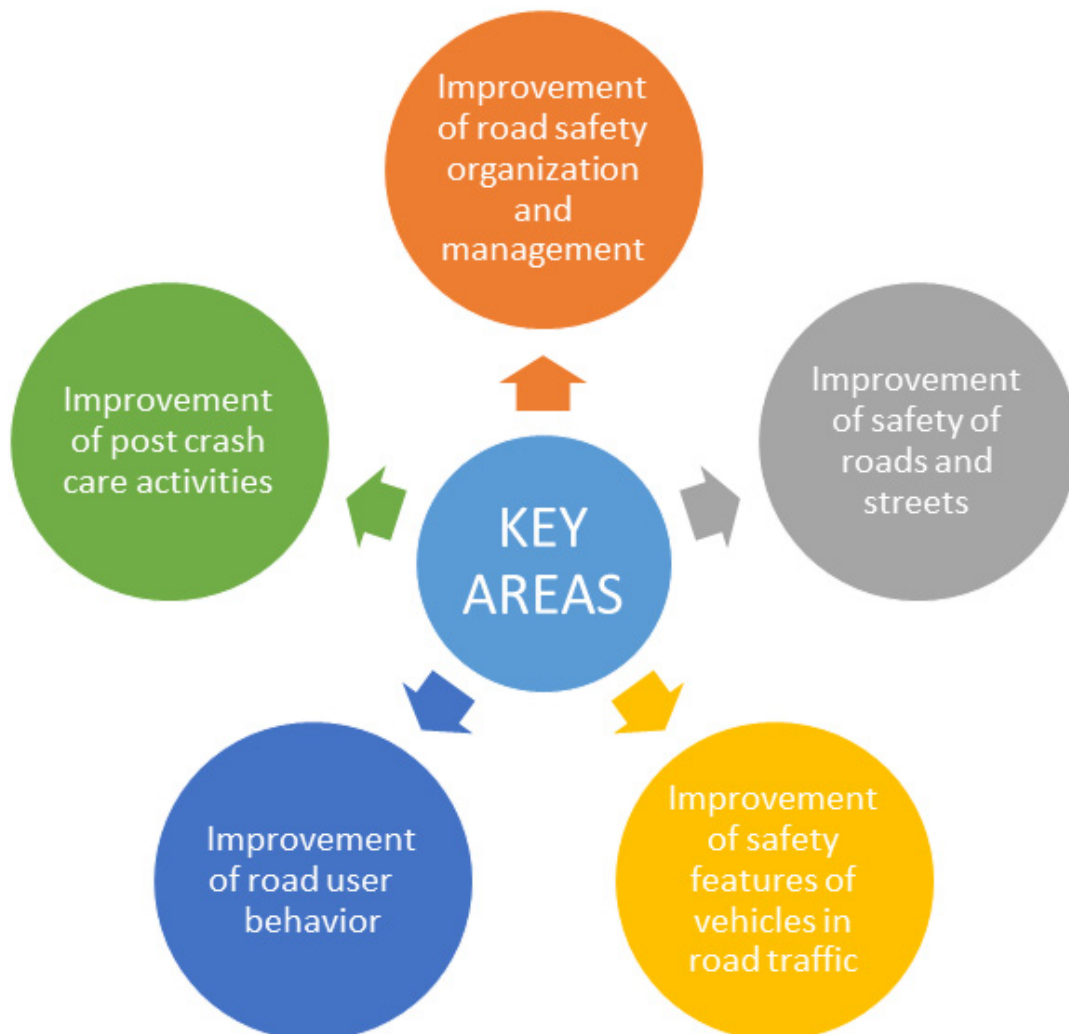 Improvement
of road safety
organization
and
management
Improvement
of post crash
care activities
Improvement
of safety of
roads and
streets
KEY
AREAS
Improvement
of road user
behavior
Improvement
of safety
features of
vehicles in
road traffic